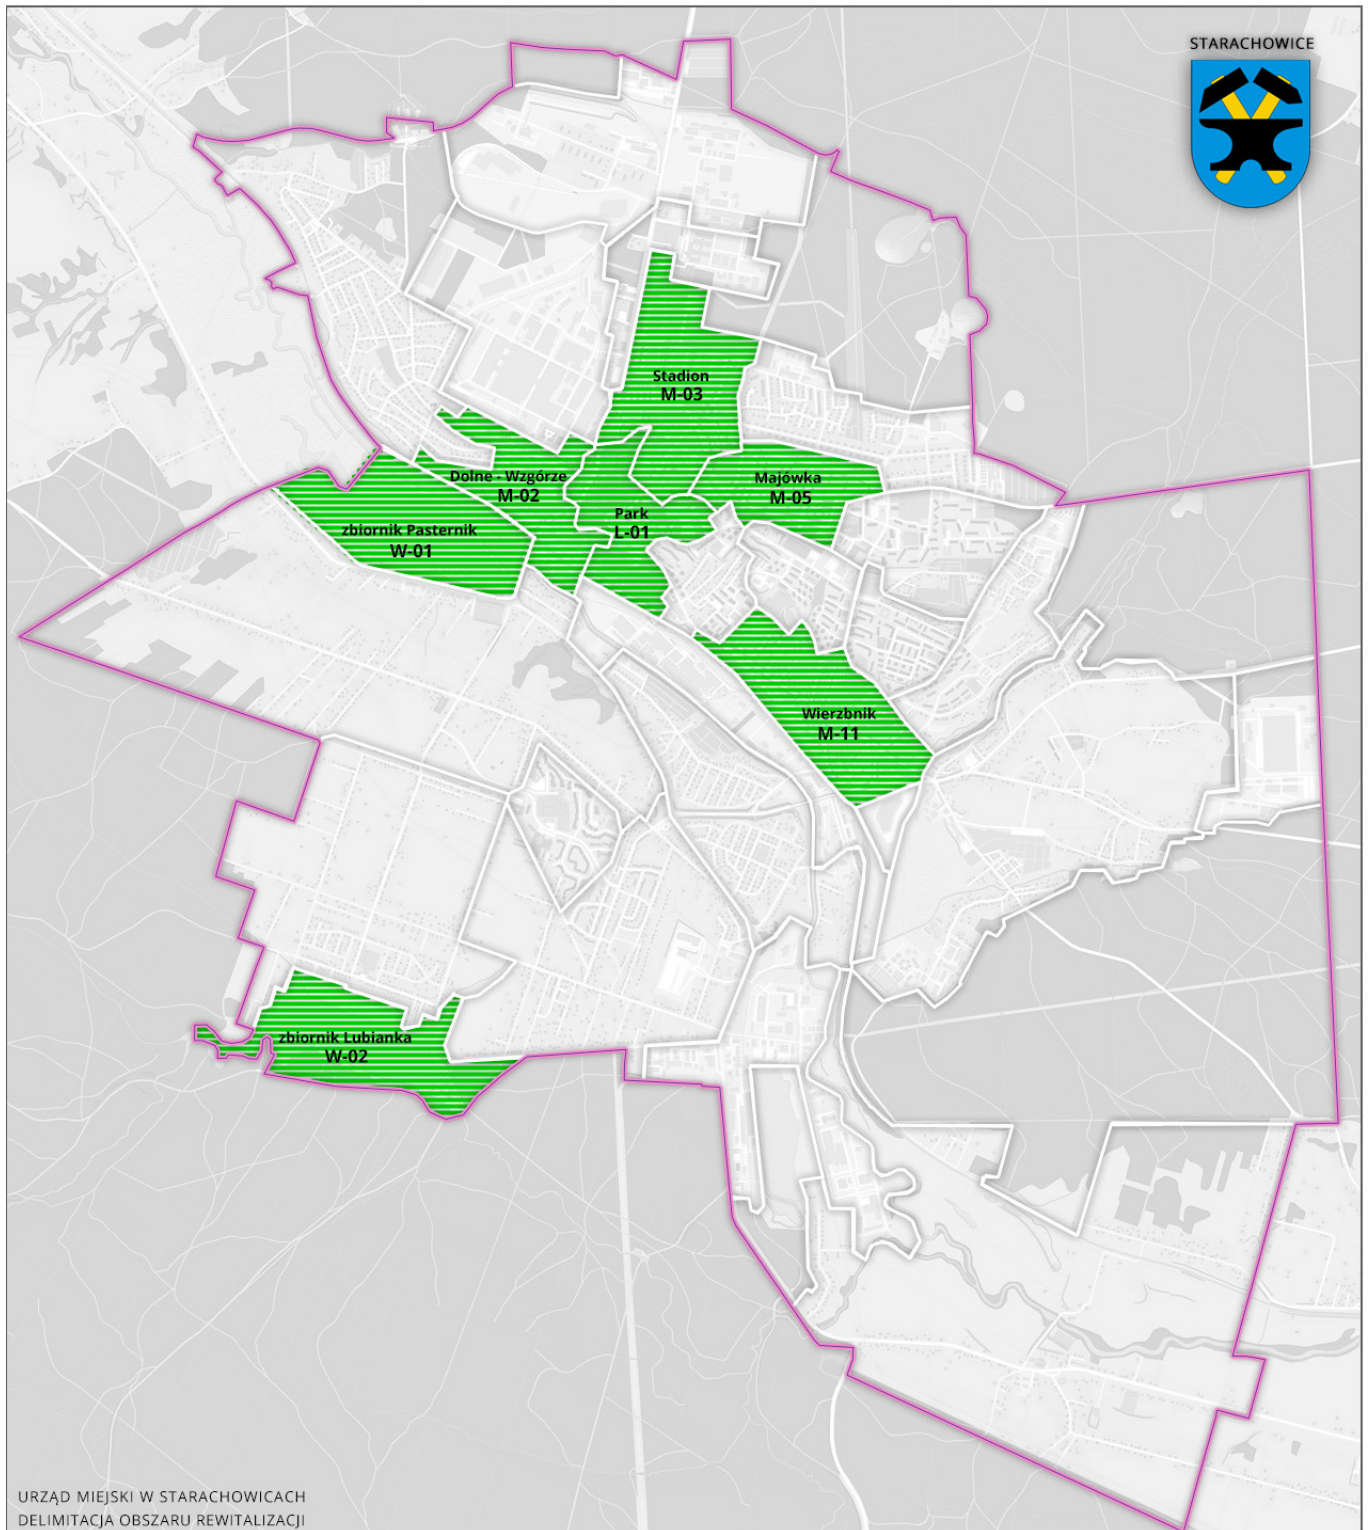 STARACHOWICE
Stadion
M-03
Dolne - Wzgórze
M-02
Majówka
M-05
Park
L-01
zbiornik Pasternik
W-01
Wierzbnik
M-11
zbiornik Lubianka
W-02
URZĄD MIEJSKI W STARACHOWICACH
DELIMITACJA OBSZARU REWITALIZACJI